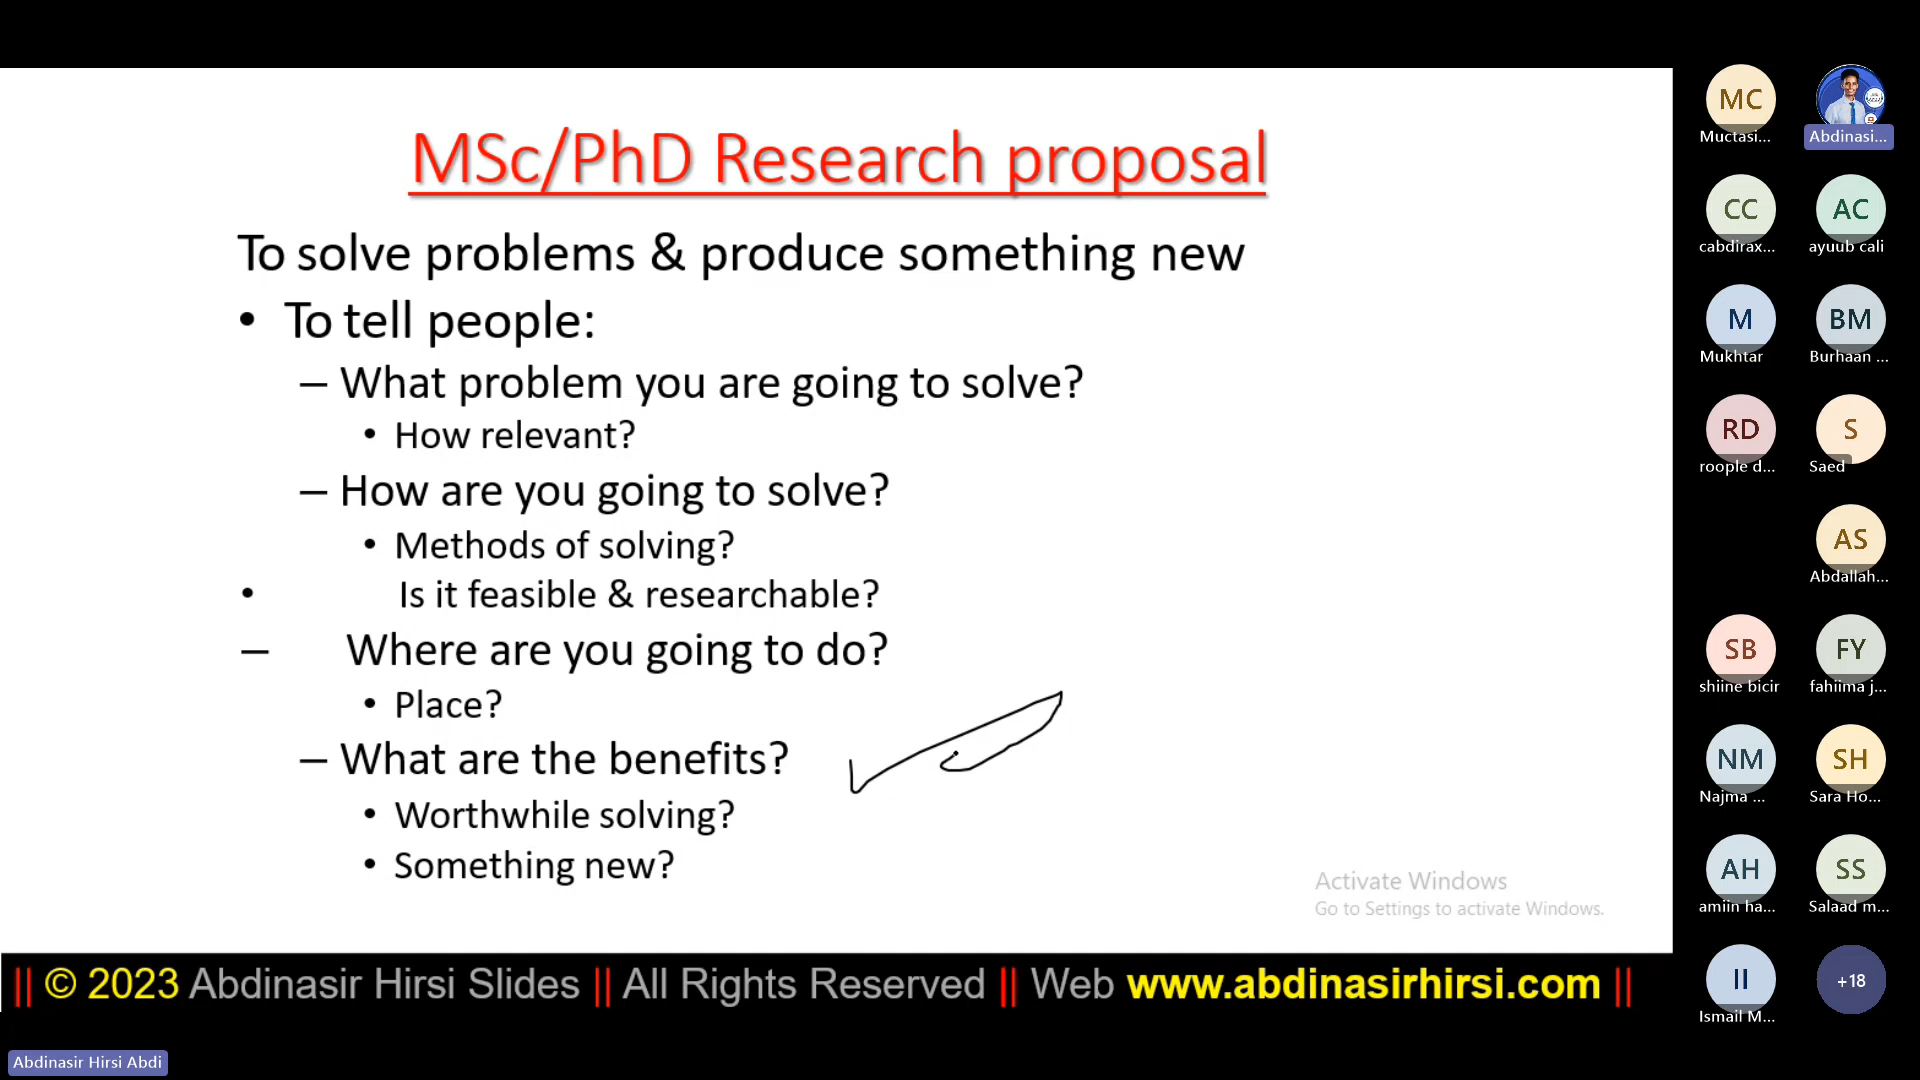 MSc/PhD Research proposal
To solve problems & produce something new
• To tell people:
– What problem you are going to solve?
• How relevant?
– How are you going to solve?
• Methods of solving?
• Is it feasible & researchable?
– Where are you going to do?
• Place?
– What are the benefits?
• Worthwhile solving?
• Something new?
Activate Windows
Go to Settings to activate Windows.
|| © 2023 Abdinasir Hirsi Slides || All Rights Reserved || Web www.abdinasirhirsi.com ||
Abdinasir Hirsi Abdi
MC
Muctasi...
Abdinasi...
CC
cabdirax...
AC
ayuub cali
M
Mukhtar
BM
Burhaan ...
RD
roople d...
S
Saed
AS
Abdallah...
SB
shiine bicir
FY
fahiima j...
NM
Najma ...
SH
Sara Ho...
AH
amiin ha...
SS
Salaad m...
II
Ismail M...
+18